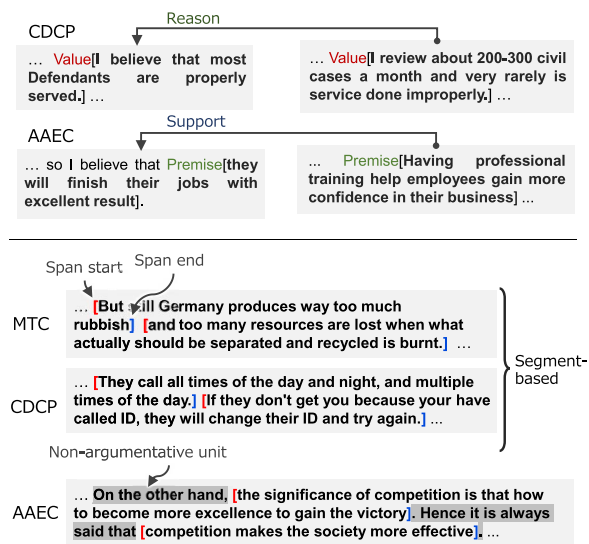 Reason
CDCP
... Value[I believe that most
Defendants are properly
served.] ...
... Value[I review about 200-300 civil
cases a month and very rarely is
service done improperly.] ...
Support
AAEC
... so I believe that Premise[they
will finish their jobs with
excellent result].
... Premise[Having professional
training help employees gain more
confidence in their business] ...
Span start
Span end
MTC
... [But still Germany produces way too much
rubbish] [and too many resources are lost when what
actually should be separated and recycled is burnt.] ...
Segment-
based
CDCP
... [They call all times of the day and night, and multiple
times of the day.] [If they don't get you because your have
called ID, they will change their ID and try again.] ...
Non-argumentative unit
AAEC
... On the other hand, [the significance of competition is that how
to become more excellence to gain the victory]. Hence it is always
said that [competition makes the society more effective]. ...